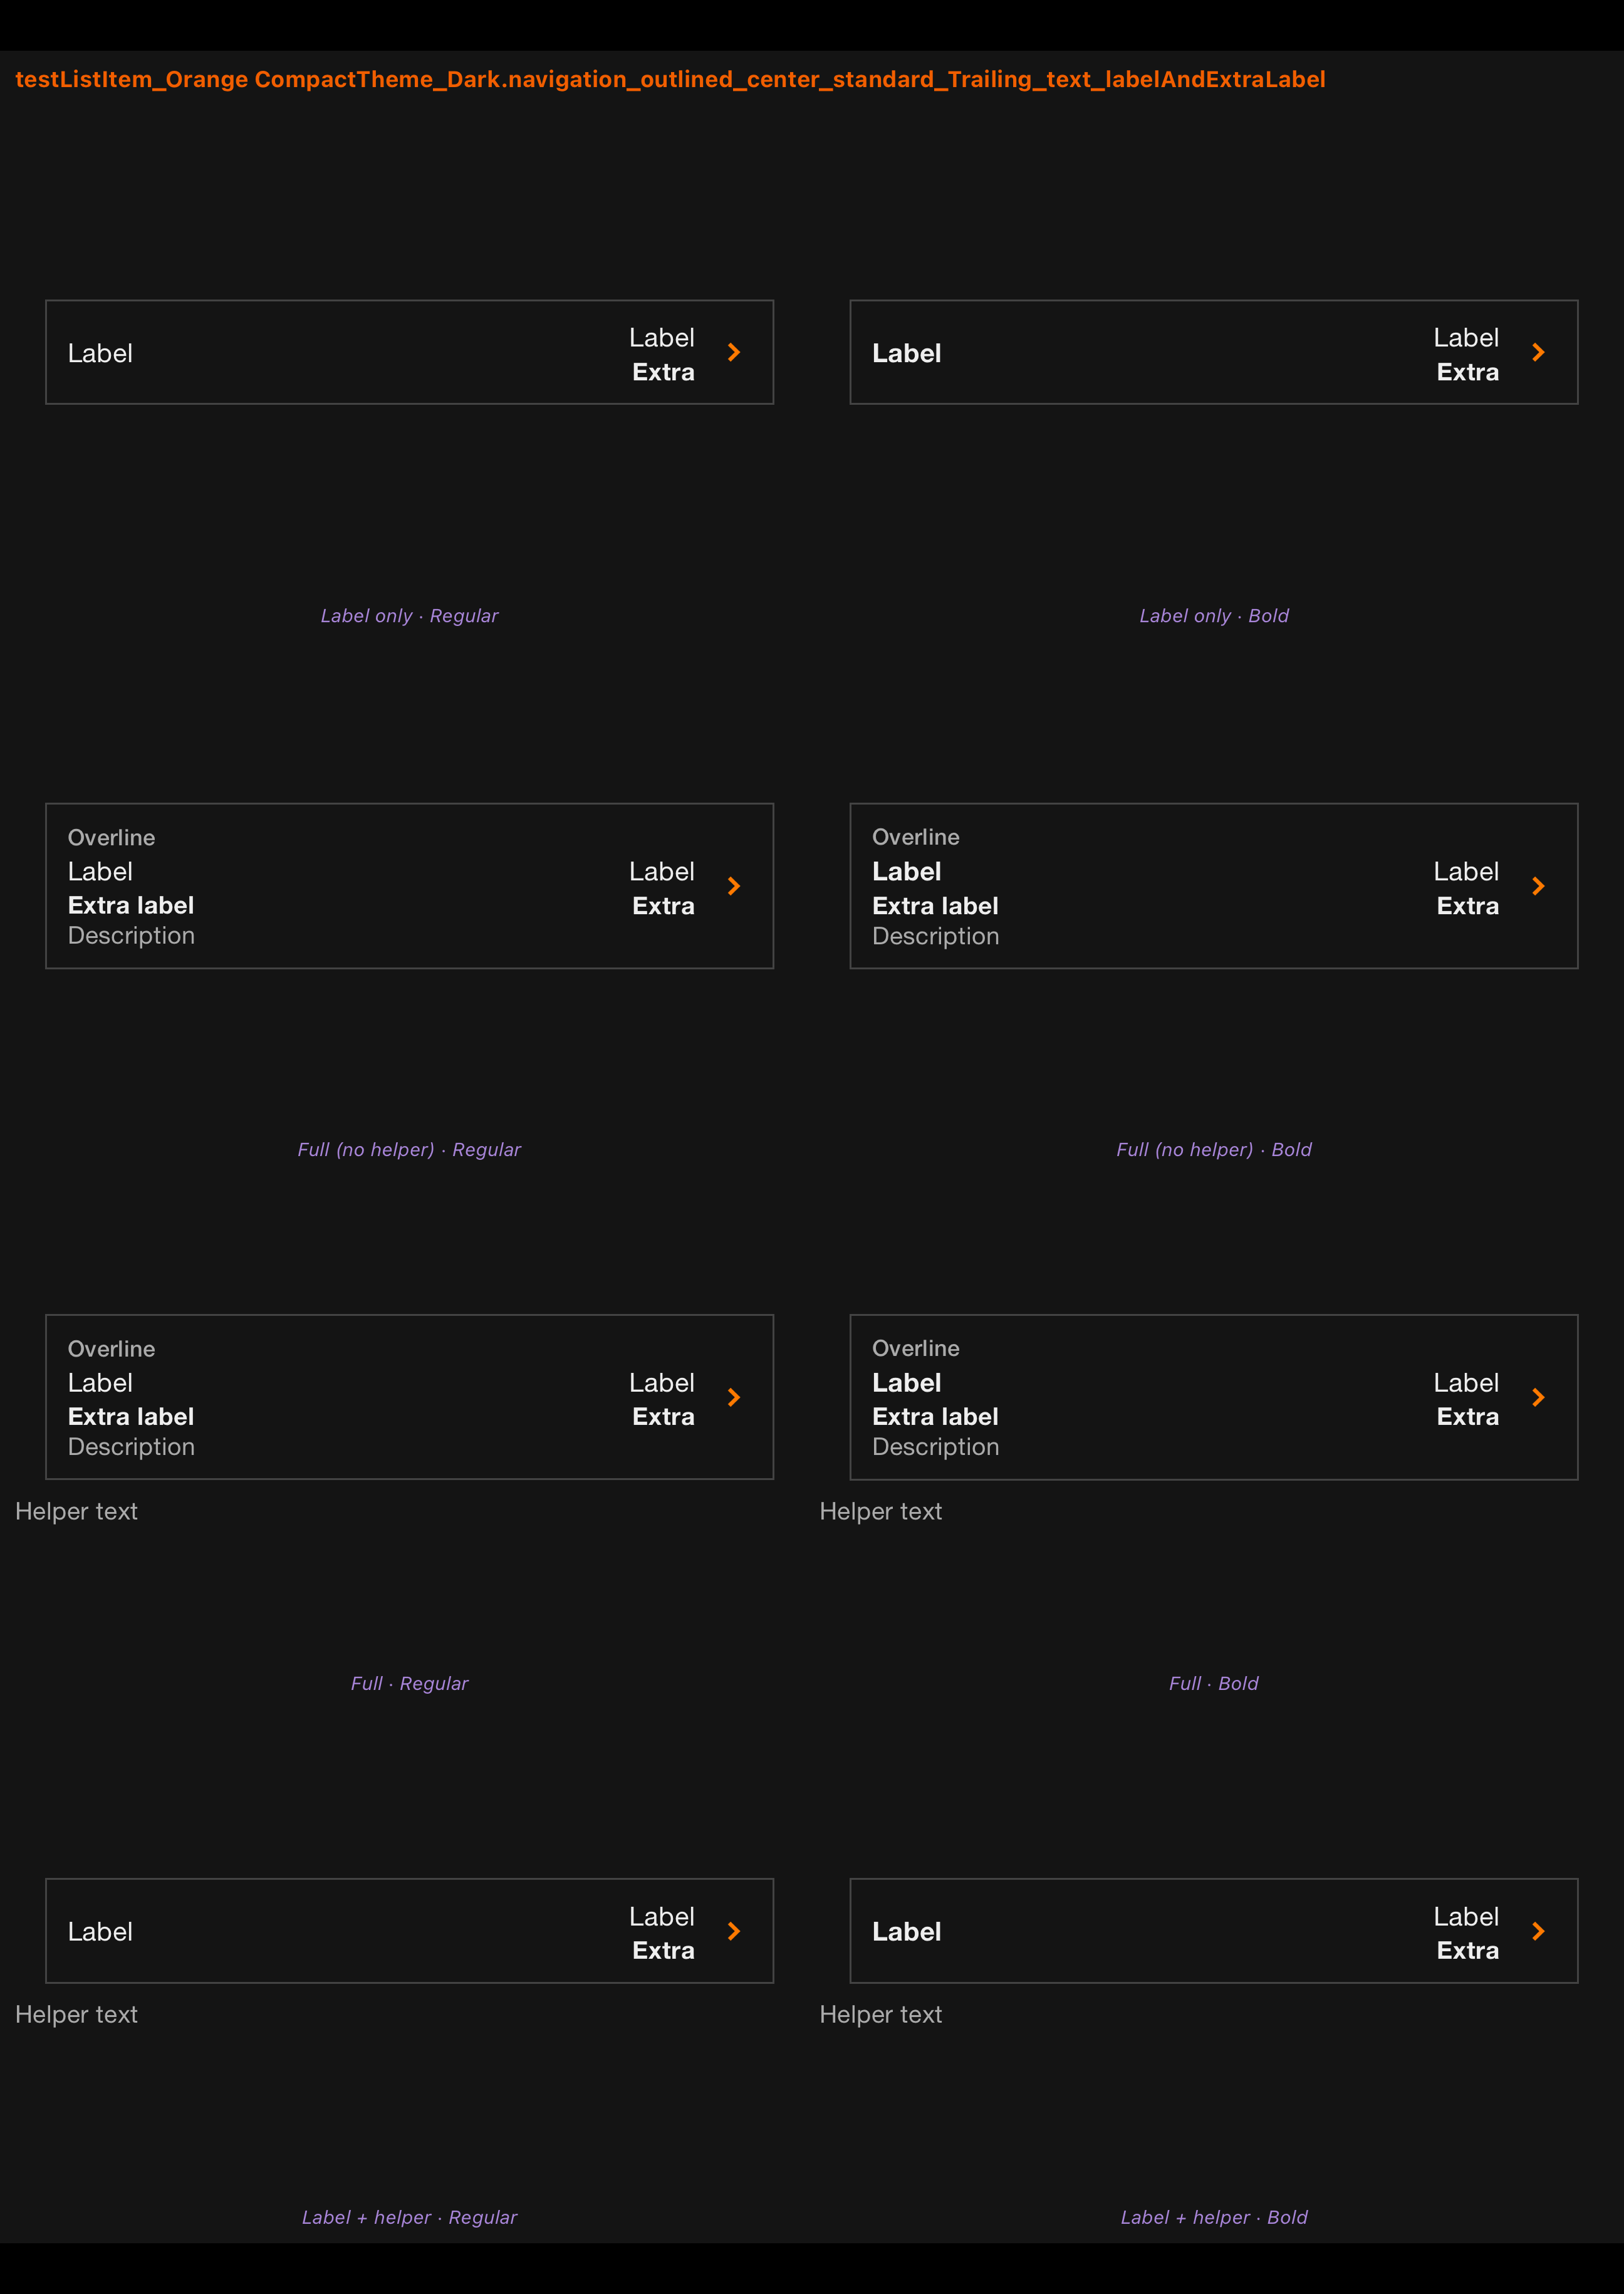 testListItem_Orange CompactTheme_Dark.navigation_outlined_center_standard_Trailing_text_labelAndExtraLabel
Label
Label
Extra
Label
Label
Extra
Label only · Regular
Label only · Bold
Overline
Label
Extra label
Description
Label
Extra
Overline
Label
Extra label
Description
Label
Extra
Full (no helper) · Regular
Full (no helper) · Bold
Overline
Label
Extra label
Description
Label
Extra
Helper text
Overline
Label
Extra label
Description
Label
Extra
Helper text
Full · Regular
Full · Bold
Label
Label
Extra
Helper text
Label
Label
Extra
Helper text
Label + helper · Regular
Label + helper · Bold